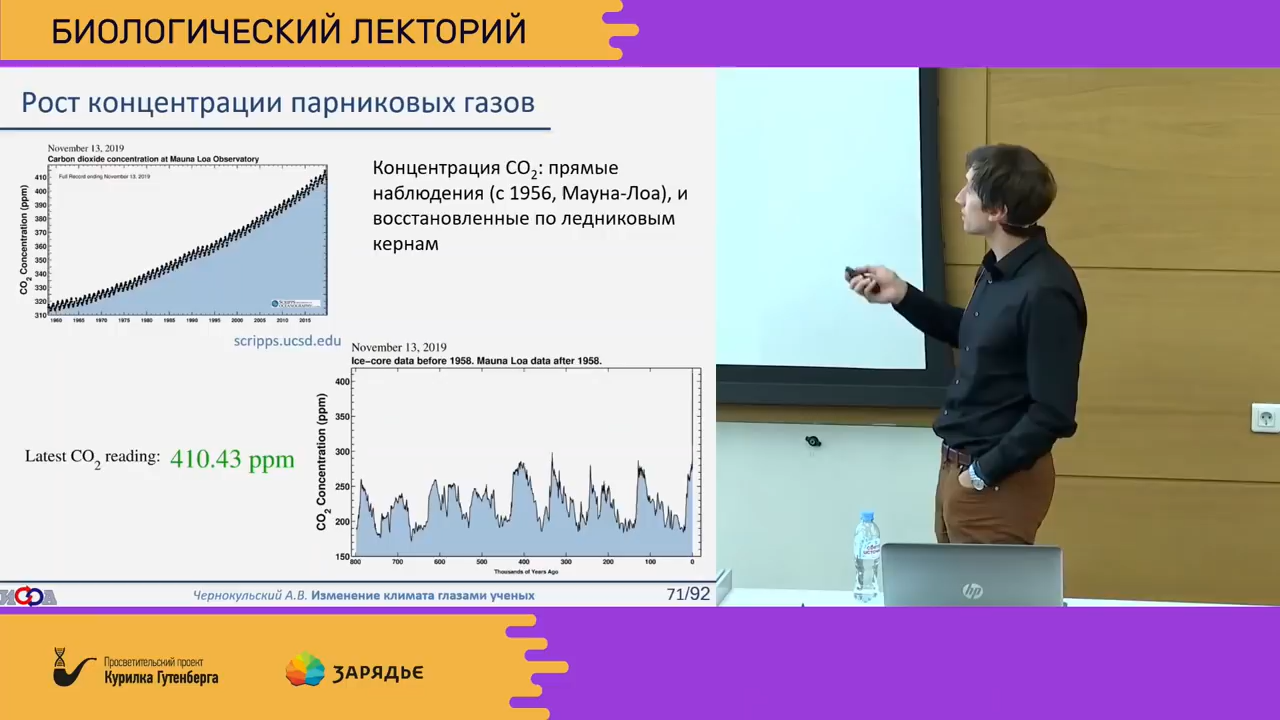 БИОЛОГИЧЕСКИЙ ЛЕКТОРИЙ
Рост концентрации парниковых газов
November 13, 2019
Carbon dioxide concentration at Mauna Loa Observatory
Full Record ending November 13, 2019
CO2 Concentration (ppm)
410
400
390
380
370
360
350
340
330
320
310
1960 1965 1970 1975 1980 1985 1990 1995 2000 2005 2010 2015
scripps.ucsd.edu
Концентрация CO2: прямые
наблюдения (с 1956, Мауна-Лоа), и
восстановленные по ледниковым
кернам
November 13, 2019
Ice-core data before 1958. Mauna Loa data after 1958.
CO2 Concentration (ppm)
400
350
300
250
200
150
800 700 600 500 400 300 200 100 0
Thousands of Years Ago
Latest CO2 reading: 410.43 ppm
Чернокульский А.В. Изменение климата глазами ученых
71/92
hp
Просветительский проект
Курилка Гутенберга
ЗАРЯДЬЕ